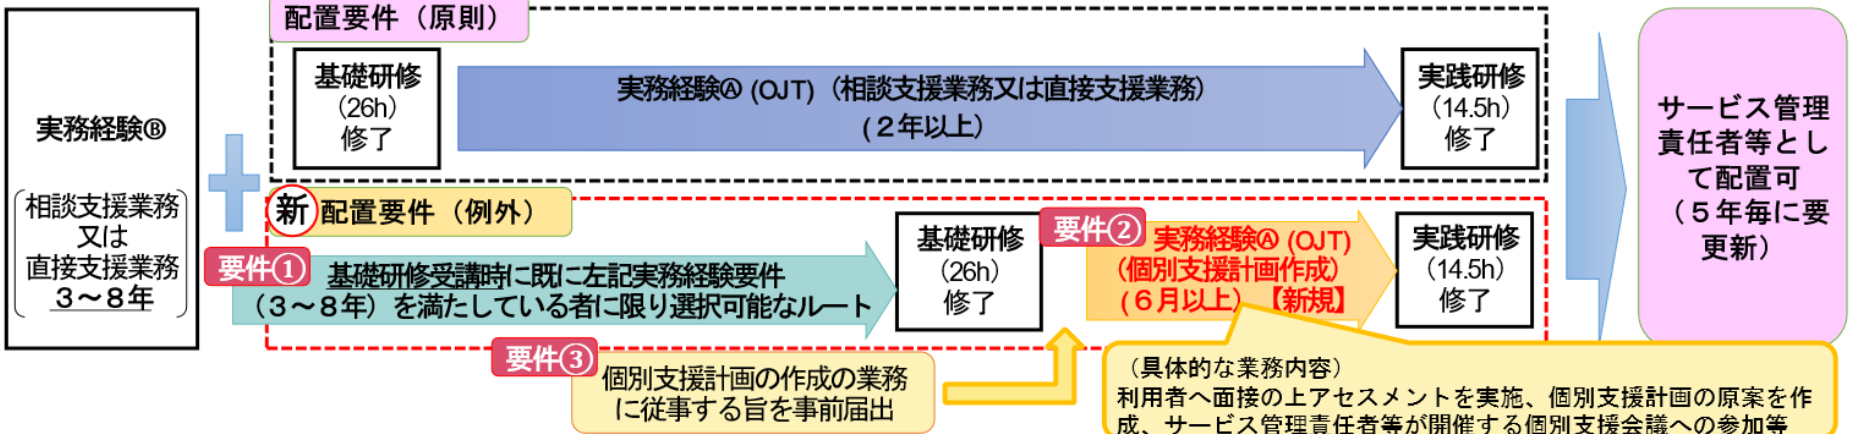 実務経験Ⓑ
相談支援業務
又は
直接支援業務
３～８年
配置要件（原則）
基礎研修
（26h）
修了
実務経験Ⓐ (OJT)（相談支援業務又は直接支援業務）
(２年以上）
実践研修
（14.5h）
修了
新 配置要件（例外）
要件①
基礎研修受講時に既に左記実務経験要件
（３～８年）を満たしている者に限り選択可能なルート
基礎研修
（26h）
修了
要件②
実務経験Ⓐ (OJT)
（個別支援計画作成）
(６月以上）【新規】
実践研修
（14.5h）
修了
要件③
個別支援計画の作成の業務
に従事する旨を事前届出
（具体的な業務内容）
利用者へ面接の上アセスメントを実施、個別支援計画の原案を作
成、サービス管理責任者等が開催する個別支援会議への参加等
サービス管理
責任者等とし
て配置可
（５年毎に要
更新）